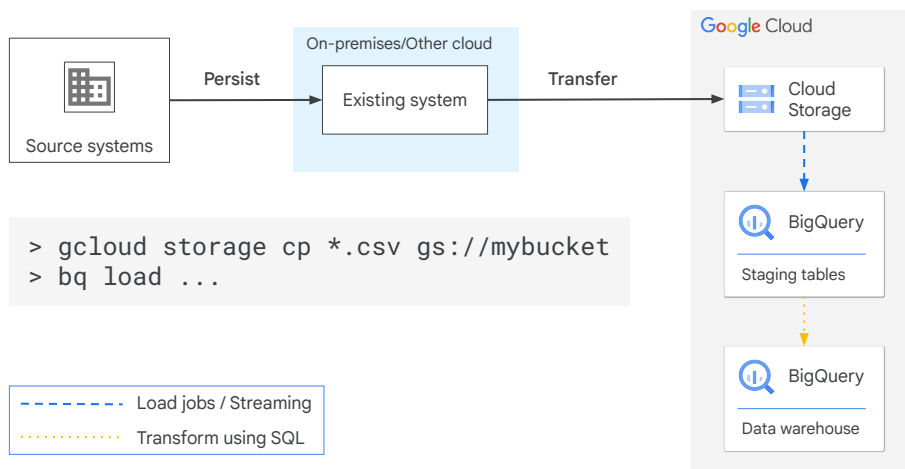 Google Cloud
On-premises/Other cloud
Persist
Existing system
Transfer
Source systems
Cloud
Storage
BigQuery
Staging tables
> gcloud storage cp *.csv gs://mybucket
> bq load ...
BigQuery
Data warehouse
Load jobs / Streaming
Transform using SQL